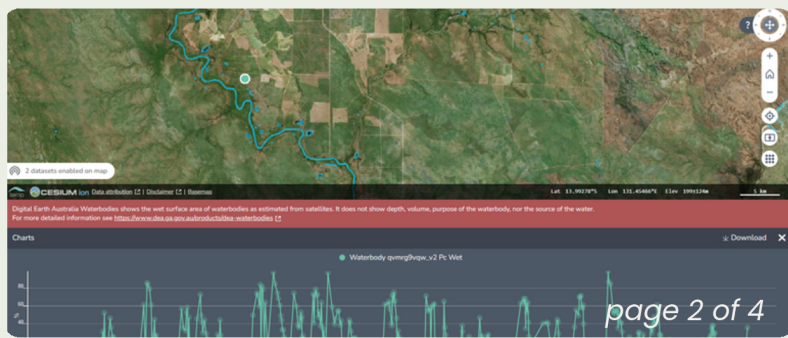 ?
2 datasets enabled on map
CESIUM ion Data attribution | Disclaimer | Basemap
Lat 13.90278°S Lon 131.45466°E Elev 199±134m 1 km
Digital Earth Australia Waterbodies shows the wet surface area of waterbodies as estimated from satellites. It does not show depth, volume, purpose of the waterbody, nor the source of the water.
For more detailed information see https://www.dea.ga.gov.au/products/dea-waterbodies
Charts Download
Waterbody qvmrg9vqw_v2 Pc Wet
80
60
40
%
page 2 of 4